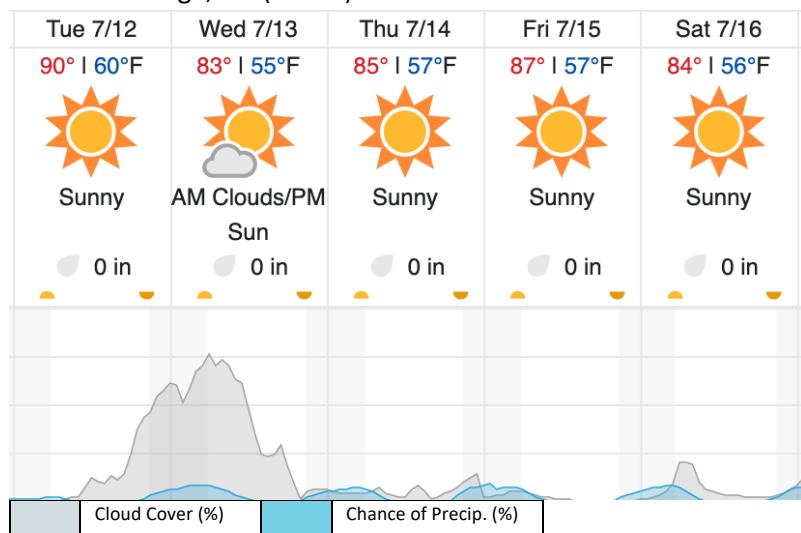 Tue 7/12 Wed 7/13 Thu 7/14 Fri 7/15 Sat 7/16
90° | 60°F 83° | 55°F 85° | 57°F 87° | 57°F 84° | 56°F
Sunny AM Clouds/PM Sunny Sunny Sunny
Sun
0 in 0 in 0 in 0 in 0 in
Cloud Cover (%) Chance of Precip. (%)